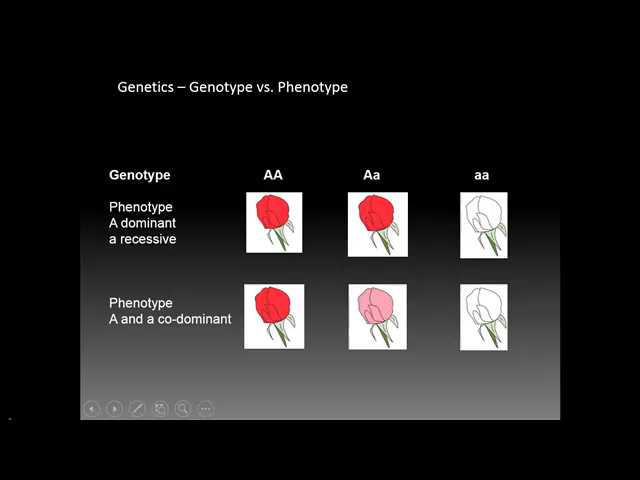 Genetics – Genotype vs. Phenotype
Genotype AA Aa aa
Phenotype
A dominant
a recessive
Phenotype
A and a co-dominant